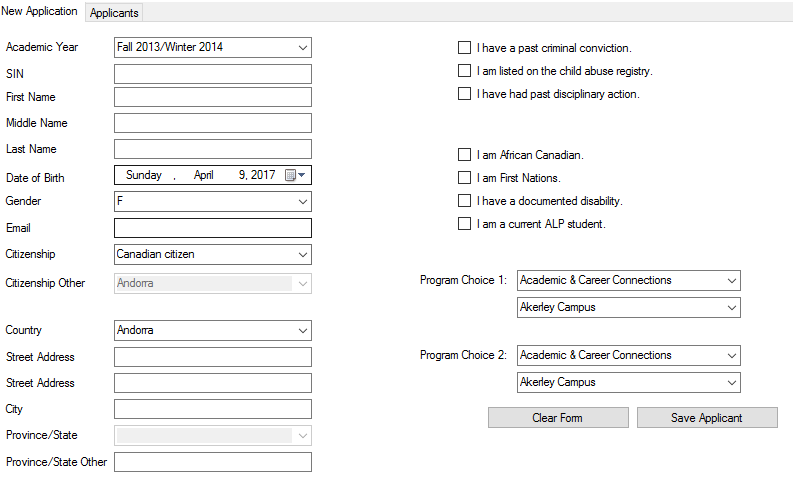 New Application Applicants
Academic Year Fall 2013/Winter 2014
SIN
First Name
Middle Name
Last Name
Date of Birth Sunday , April 9, 2017
Gender F
Email
Citizenship Canadian citizen
Citizenship Other Andorra
Country Andorra
Street Address
Street Address
City
Province/State
Province/State Other
I have a past criminal conviction.
I am listed on the child abuse registry.
I have had past disciplinary action.
I am African Canadian.
I am First Nations.
I have a documented disability.
I am a current ALP student.
Program Choice 1: Academic & Career Connections
Akerley Campus
Program Choice 2: Academic & Career Connections
Akerley Campus
Clear Form Save Applicant